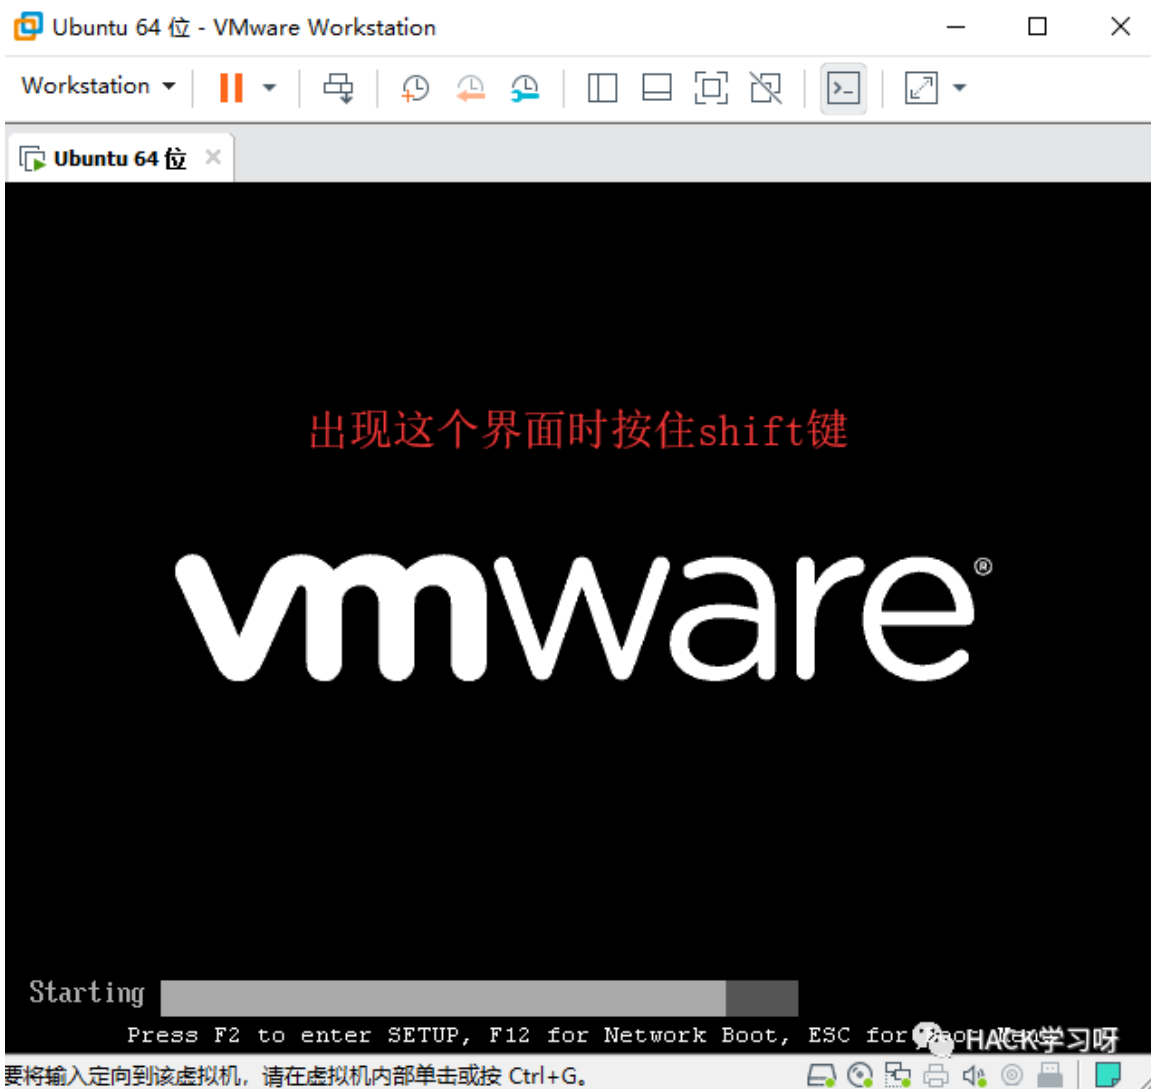 Ubuntu 64 位 - VMware Workstation
Workstation
Ubuntu 64 位
出现这个界面时按住shift键
vmware®
Starting
Press F2 to enter SETUP, F12 for Network Boot, ESC for
HACK学习呀
要将输入定向到该虚拟机，请在虚拟机内部单击或按 Ctrl+G。